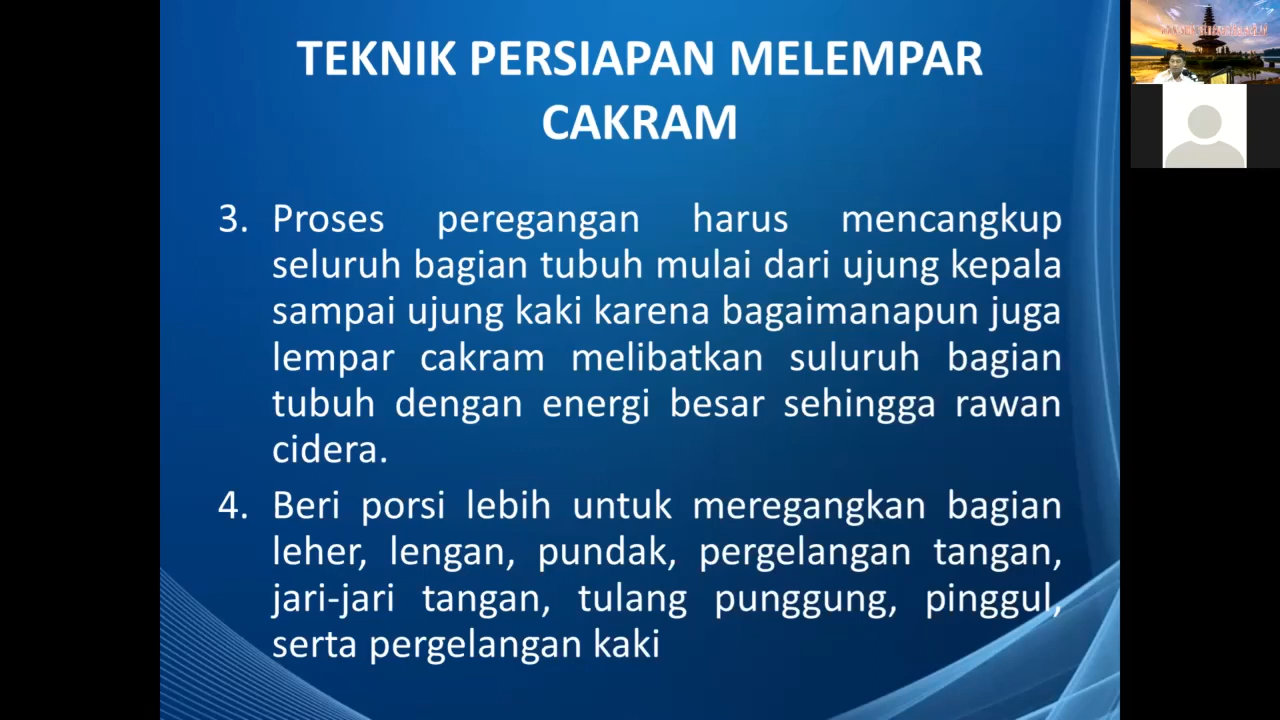 TEKNIK PERSIAPAN MELEMPAR
CAKRAM
3. Proses peregangan harus mencangkup
seluruh bagian tubuh mulai dari ujung kepala
sampai ujung kaki karena bagaimanapun juga
lempar cakram melibatkan suluruh bagian
tubuh dengan energi besar sehingga rawan
cidera.
4. Beri porsi lebih untuk meregangkan bagian
leher, lengan, pundak, pergelangan tangan,
jari-jari tangan, tulang punggung, pinggul,
serta pergelangan kaki